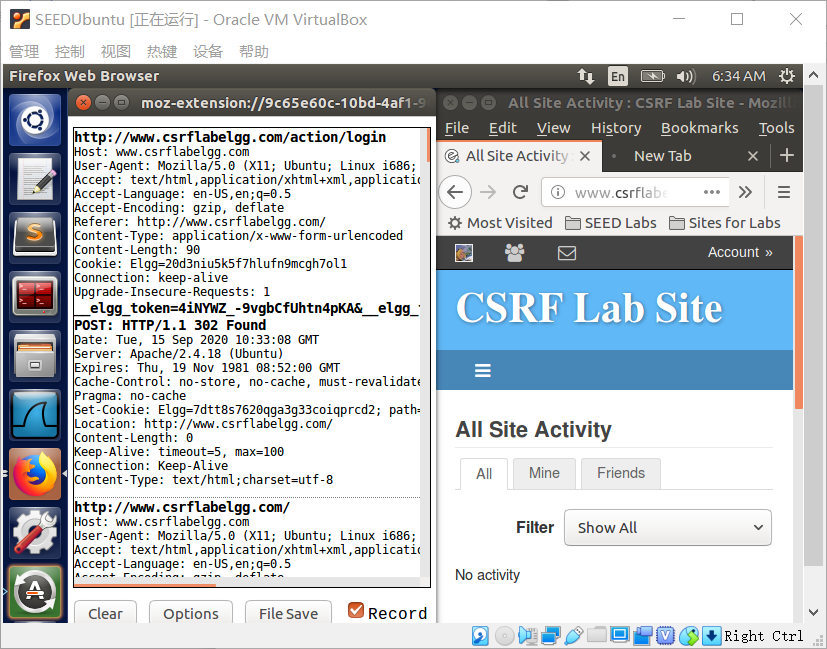 SEEDUbuntu [正在运行] - Oracle VM VirtualBox
管理 控制 视图 热键 设备 帮助
Firefox Web Browser En 6:34 AM
moz-extension://9c65e60c-10bd-4af1-9
http://www.csrflabelgg.com/action/login
Host: www.csrflabelgg.com
User-Agent: Mozilla/5.0 (X11; Ubuntu; Linux i686;
Accept: text/html,application/xhtml+xml,applicatio
Accept-Language: en-US,en;q=0.5
Accept-Encoding: gzip, deflate
Referer: http://www.csrflabelgg.com/
Content-Type: application/x-www-form-urlencoded
Content-Length: 90
Cookie: Elgg=20d3niu5k5f7hlufn9mcgh7ol1
Connection: keep-alive
Upgrade-Insecure-Requests: 1
__elgg_token=4iNYWZ_-9vgbCfUhtn4pKA&__elgg_
POST: HTTP/1.1 302 Found
Date: Tue, 15 Sep 2020 10:33:08 GMT
Server: Apache/2.4.18 (Ubuntu)
Expires: Thu, 19 Nov 1981 08:52:00 GMT
Cache-Control: no-store, no-cache, must-revalidate
Pragma: no-cache
Set-Cookie: Elgg=7dtt8s7620qga3g33coiqprcd2; path=
Location: http://www.csrflabelgg.com/
Content-Length: 0
Keep-Alive: timeout=5, max=100
Connection: Keep-Alive
Content-Type: text/html;charset=utf-8
http://www.csrflabelgg.com/
Host: www.csrflabelgg.com
User-Agent: Mozilla/5.0 (X11; Ubuntu; Linux i686;
Accept: text/html,application/xhtml+xml,applicatio
Accept-Language: en-US,en;q=0.5
Accept-Encoding: gzip, deflate
Clear Options File Save Record
All Site Activity : CSRF Lab Site - Mozill
File Edit View History Bookmarks Tools
All Site Activity New Tab
www.csrflabe
Most Visited SEED Labs Sites for Labs
Account »
CSRF Lab Site
All Site Activity
All Mine Friends
Filter Show All
No activity
Right Ctrl